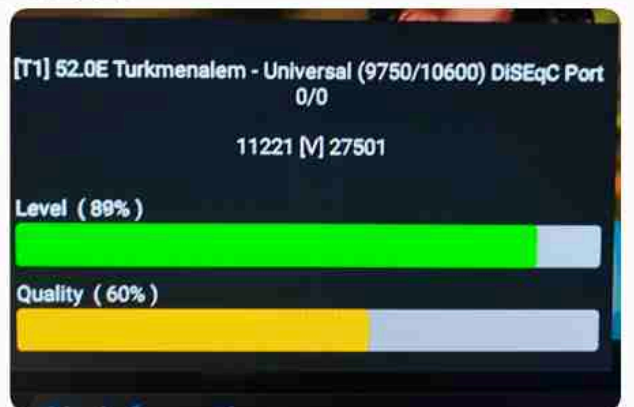 [T1] 52.0E Turkmenalem - Universal (9750/10600) DiSEqC Port
0/0
11221 [V] 27501
Level ( 89% )
Quality ( 60% )